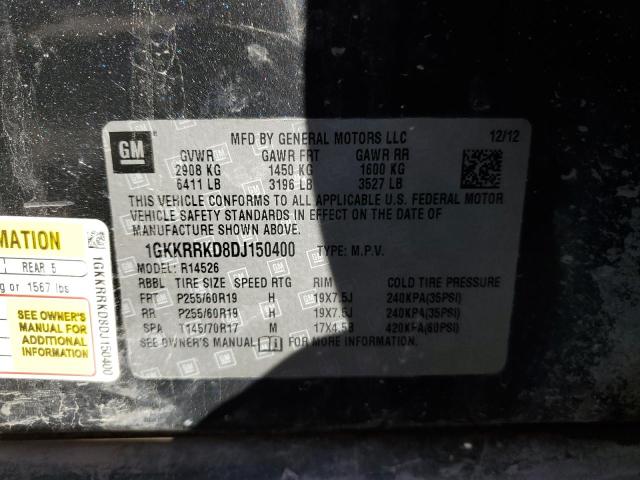 GM
MFD BY GENERAL MOTORS LLC 12/12
GVWR GAWR FRT GAWR RR
2908 KG 1450 KG 1600 KG
6411 LB 3196 LB 3527 LB
THIS VEHICLE CONFORMS TO ALL APPLICABLE U.S. FEDERAL MOTOR
VEHICLE SAFETY STANDARDS IN EFFECT ON THE DATE OF
MANUFACTURE SHOWN ABOVE.
1GKKRRKD8DJ150400 TYPE: M.P.V.
MODEL: R14526
RBBL TIRE SIZE SPEED RTG RIM COLD TIRE PRESSURE
FRT P255/60R19 H 19X7.5J 240KPA(35PSI)
RR P255/60R19 H 19X7.5J 240KPA(35PSI)
SPA T145/70R17 M 17X4.5B 420KPA(60PSI)
SEE OWNER'S MANUAL FOR MORE INFORMATION.
MATION
REAR 5
g or 1567 lbs
SEE OWNER'S
MANUAL FOR
ADDITIONAL
INFORMATION
1GKKRRKD8DJ150400